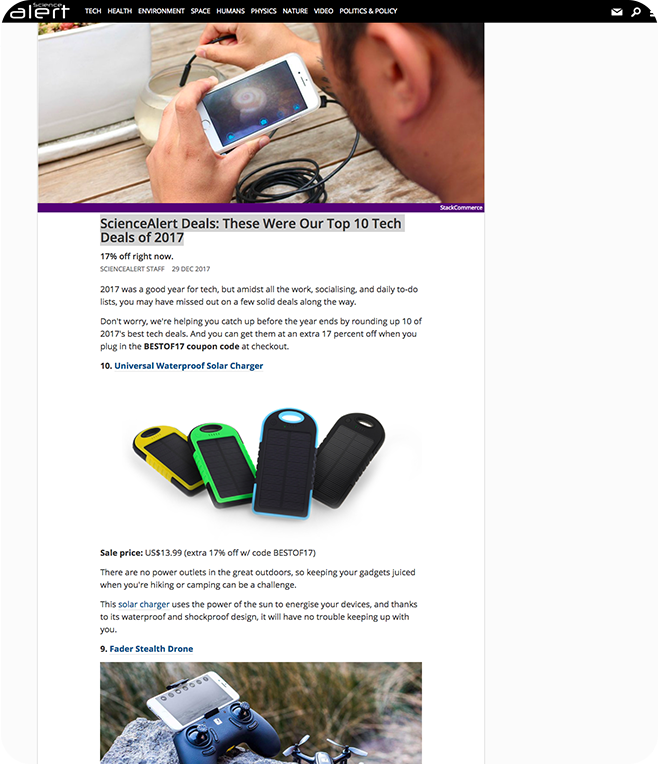 Science
alert
TECH HEALTH ENVIRONMENT SPACE HUMANS PHYSICS NATURE VIDEO POLITICS & POLICY
StackCommerce
ScienceAlert Deals: These Were Our Top 10 Tech
Deals of 2017
17% off right now.
SCIENCEALERT STAFF 29 DEC 2017
2017 was a good year for tech, but amidst all the work, socialising, and daily to-do
lists, you may have missed out on a few solid deals along the way.
Don't worry, we're helping you catch up before the year ends by rounding up 10 of
2017's best tech deals. And you can get them at an extra 17 percent off when you
plug in the BESTOF17 coupon code at checkout.
10. Universal Waterproof Solar Charger
Sale price: US$13.99 (extra 17% off w/ code BESTOF17)
There are no power outlets in the great outdoors, so keeping your gadgets juiced
when you're hiking or camping can be a challenge.
This solar charger uses the power of the sun to energise your devices, and thanks
to its waterproof and shockproof design, it will have no trouble keeping up with
you.
9. Fader Stealth Drone